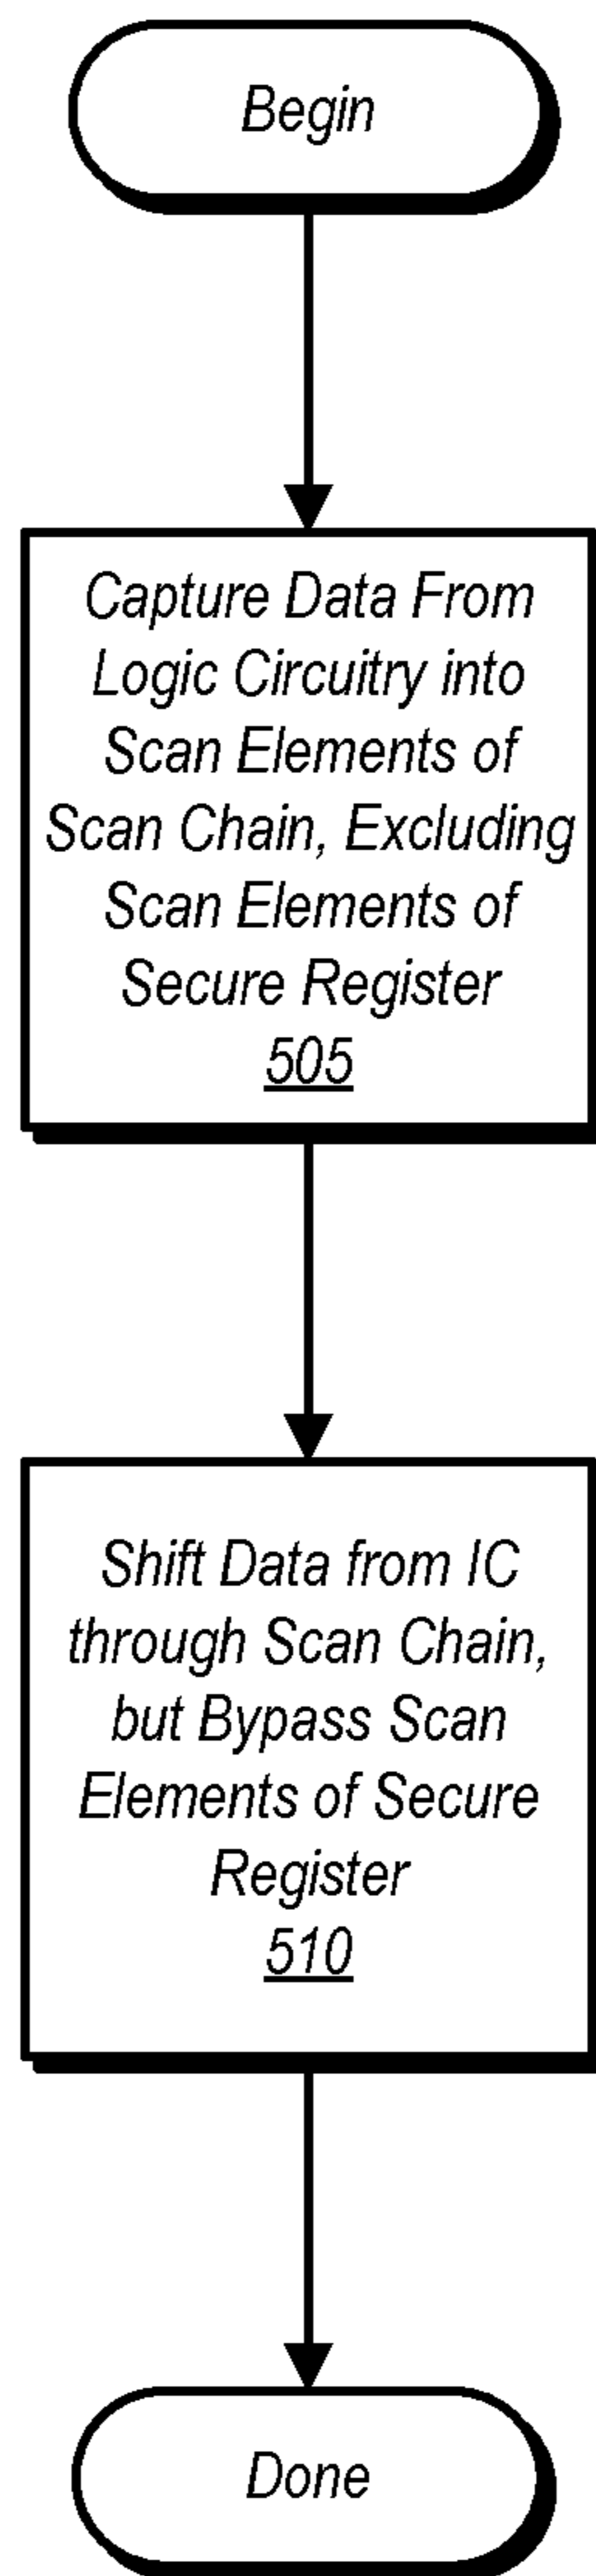 Begin
Capture Data From
Logic Circuitry into
Scan Elements of
Scan Chain, Excluding
Scan Elements of
Secure Register
505
Shift Data from IC
through Scan Chain,
but Bypass Scan
Elements of Secure
Register
510
Done